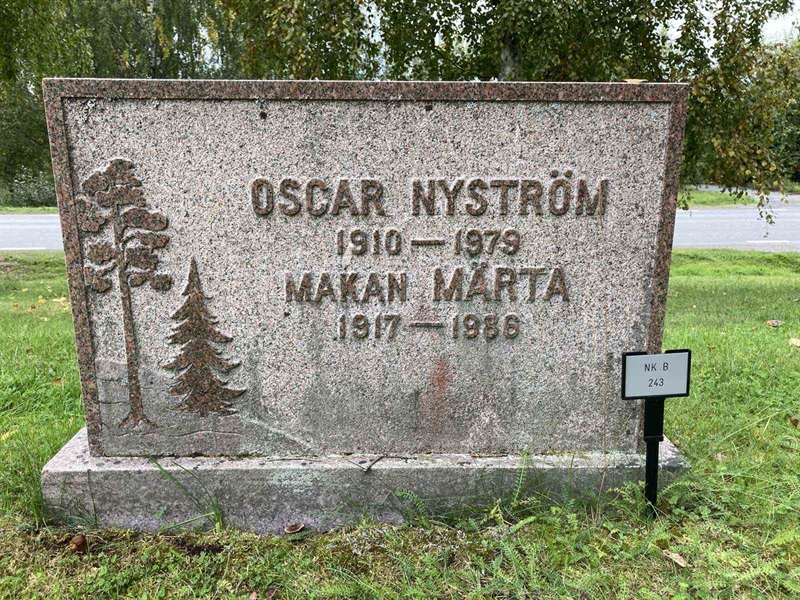 OSCAR NYSTRÖM
1910 — 1979
MAKAN MÄRTA
1917 — 1986
NK B
243